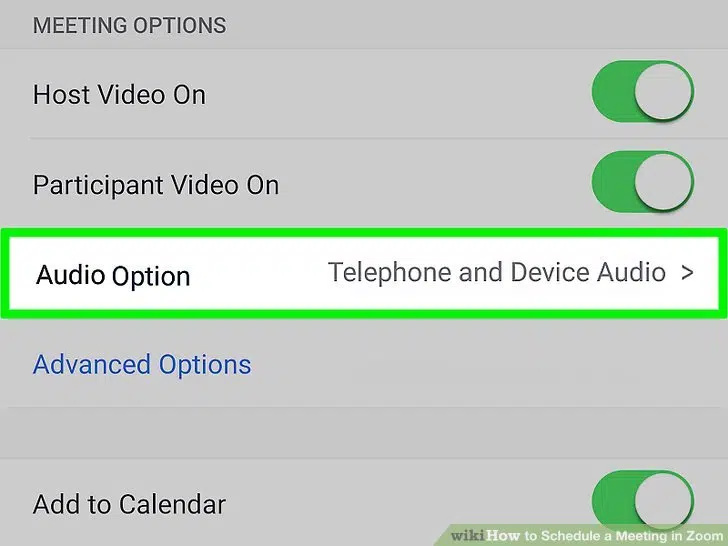 MEETING OPTIONS
Host Video On
Participant Video On
Audio Option Telephone and Device Audio >
Advanced Options
Add to Calendar
wikiHow to Schedule a Meeting in Zoom